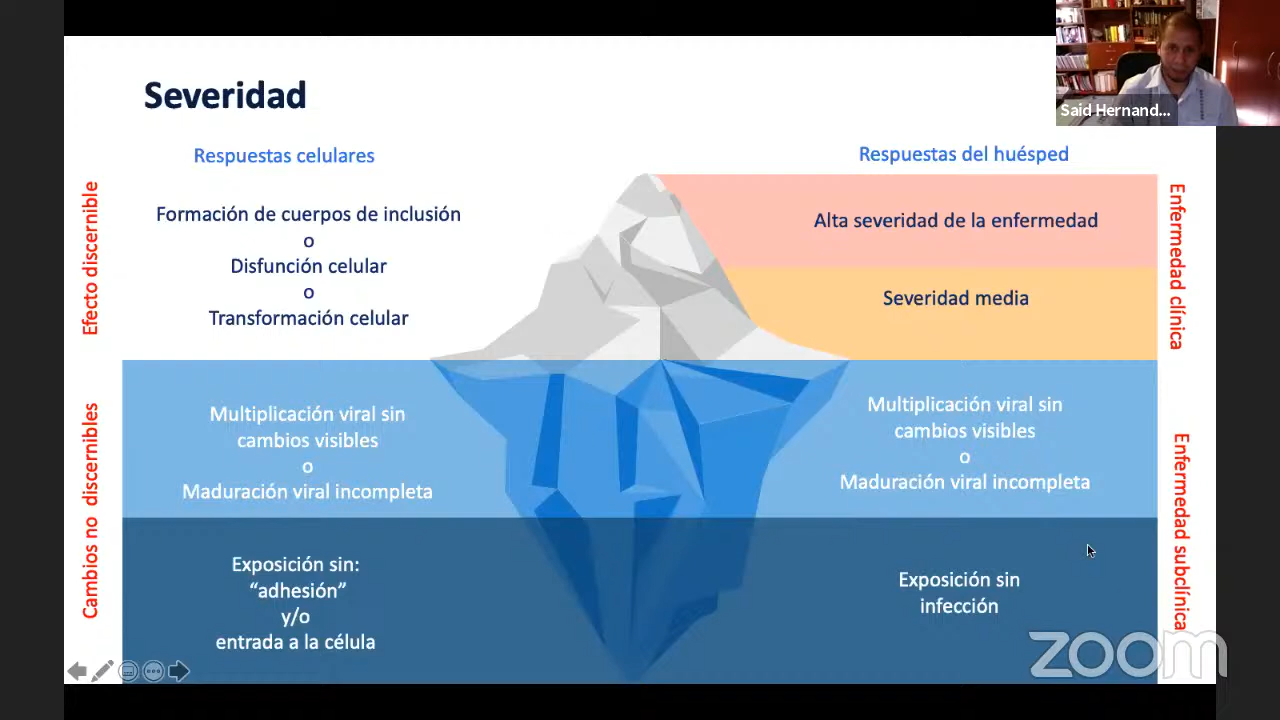 Said Hernand...
Severidad
Respuestas celulares
Respuestas del huésped
Efecto discernible
Formación de cuerpos de inclusión
o
Disfunción celular
o
Transformación celular
Alta severidad de la enfermedad
Severidad media
Enfermedad clínica
Cambios no discernibles
Multiplicación viral sin
cambios visibles
o
Maduración viral incompleta
Multiplicación viral sin
cambios visibles
o
Maduración viral incompleta
Enfermedad subclínica
Exposición sin:
“adhesión”
y/o
entrada a la célula
Exposición sin
infección
zoom